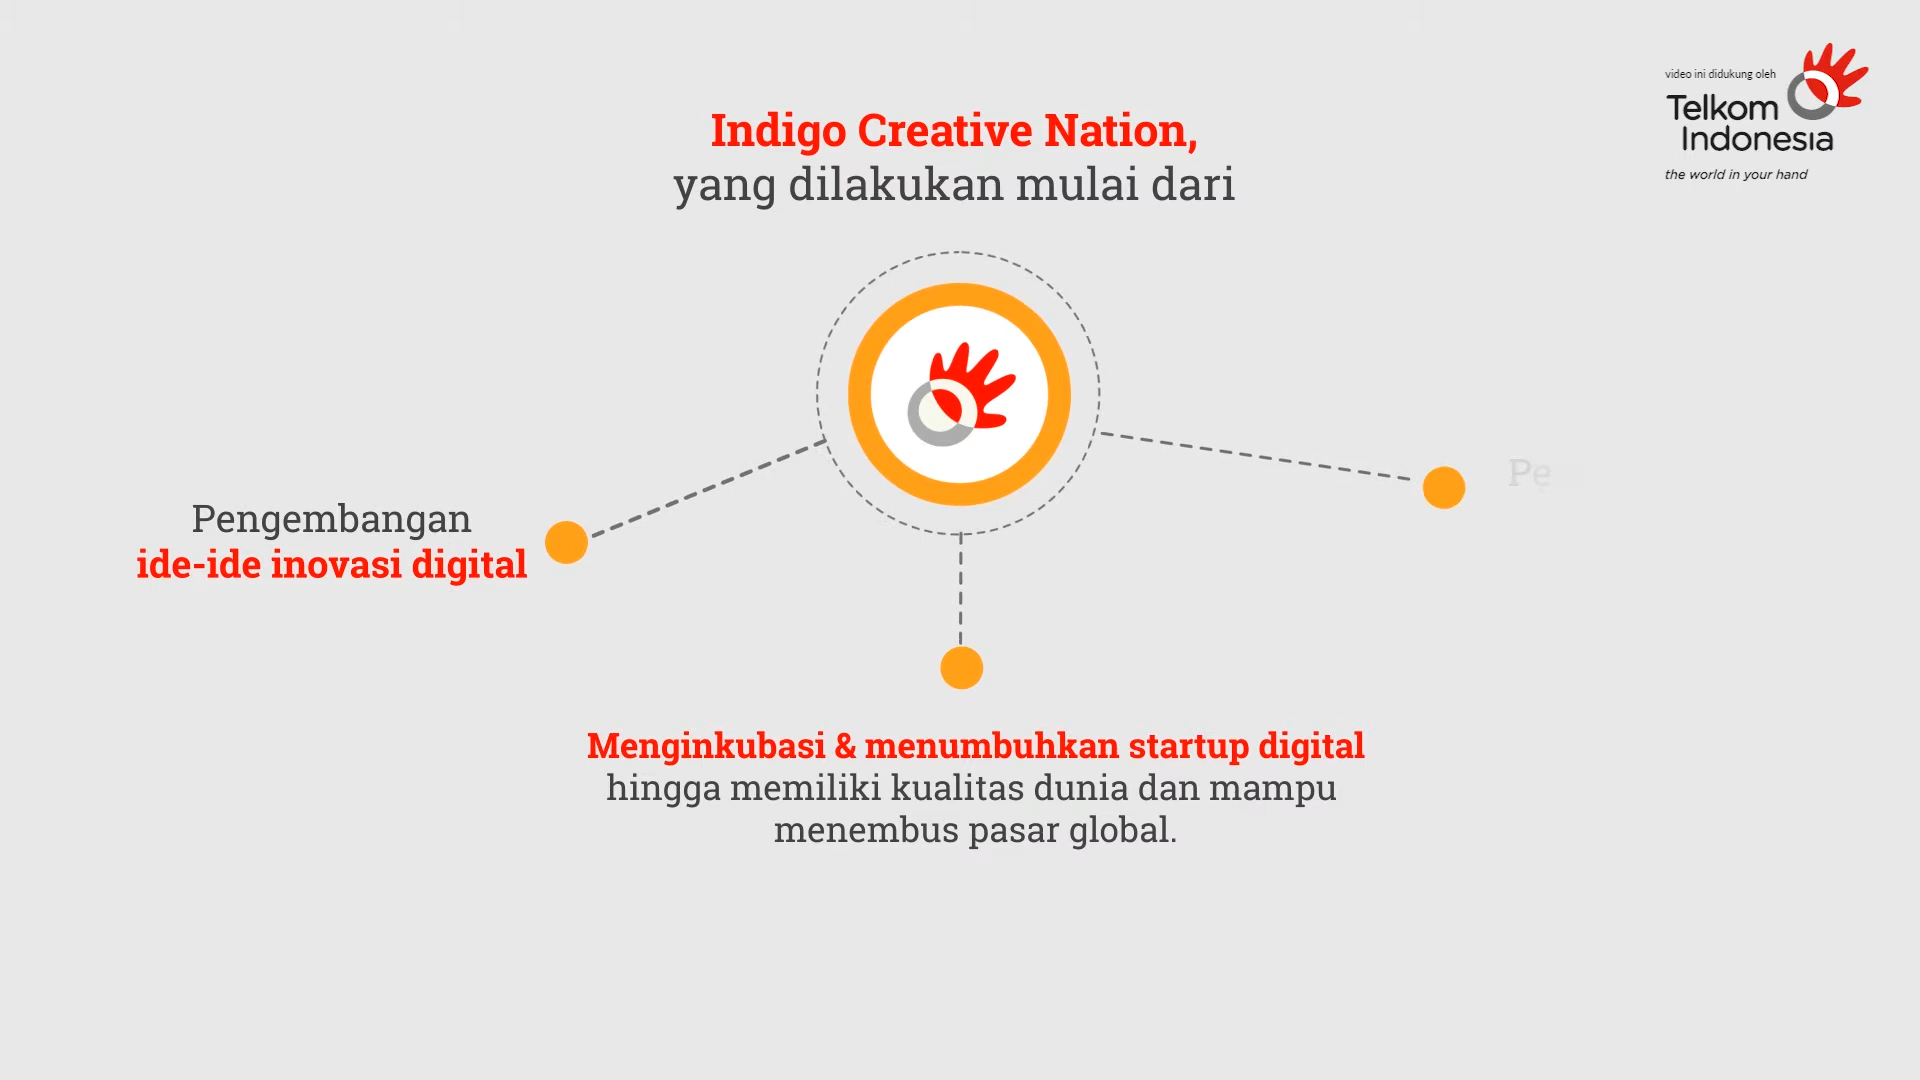 video ini didukung oleh
Telkom
Indonesia
the world in your hand
Indigo Creative Nation,
yang dilakukan mulai dari
Pengembangan
ide-ide inovasi digital
Menginkubasi & menumbuhkan startup digital
hingga memiliki kualitas dunia dan mampu
menembus pasar global.